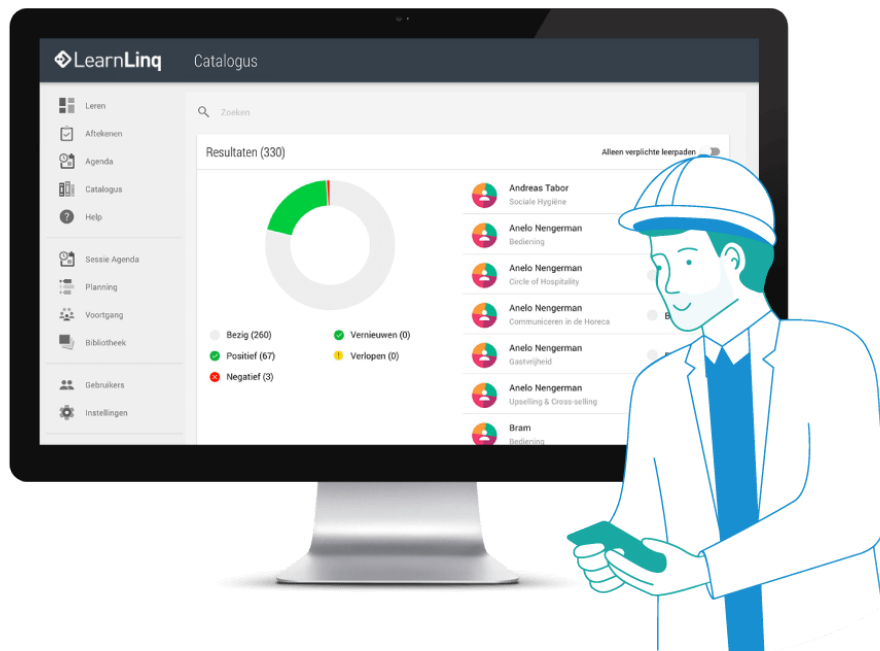 LearnLinq
Catalogus
Leren
Aftekenen
Agenda
Catalogus
Help
Sessie Agenda
Planning
Voortgang
Bibliotheek
Gebruikers
Instellingen
Zoeken
Resultaten (330)
Alleen verplichte leerpaden
Bezig (260)
Positief (67)
Negatief (3)
Vernieuwen (0)
Verlopen (0)
Andreas Tabor
Sociale Hygiëne
Anelo Nengerman
Bediening
Anelo Nengerman
Circle of Hospitality
Anelo Nengerman
Communiceren in de Horeca
Anelo Nengerman
Gastvrijheid
Anelo Nengerman
Upselling & Cross-selling
Bram
Bediening